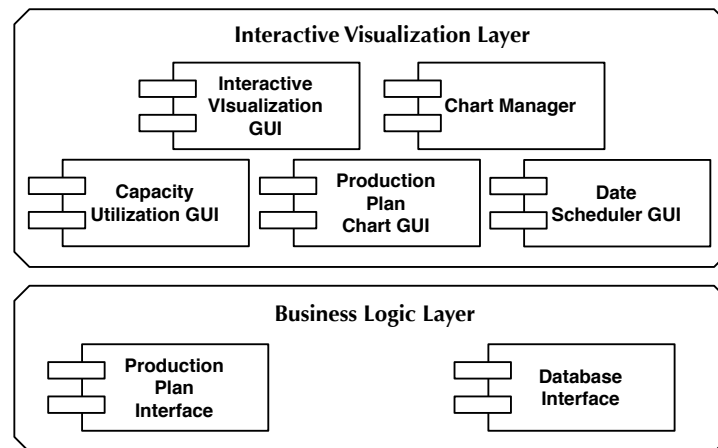 Interactive Visualization Layer
Interactive
VIsualization
GUI
Chart Manager
Capacity
Utilization GUI
Production
Plan
Chart GUI
Date
Scheduler GUI
Business Logic Layer
Production
Plan
Interface
Database
Interface